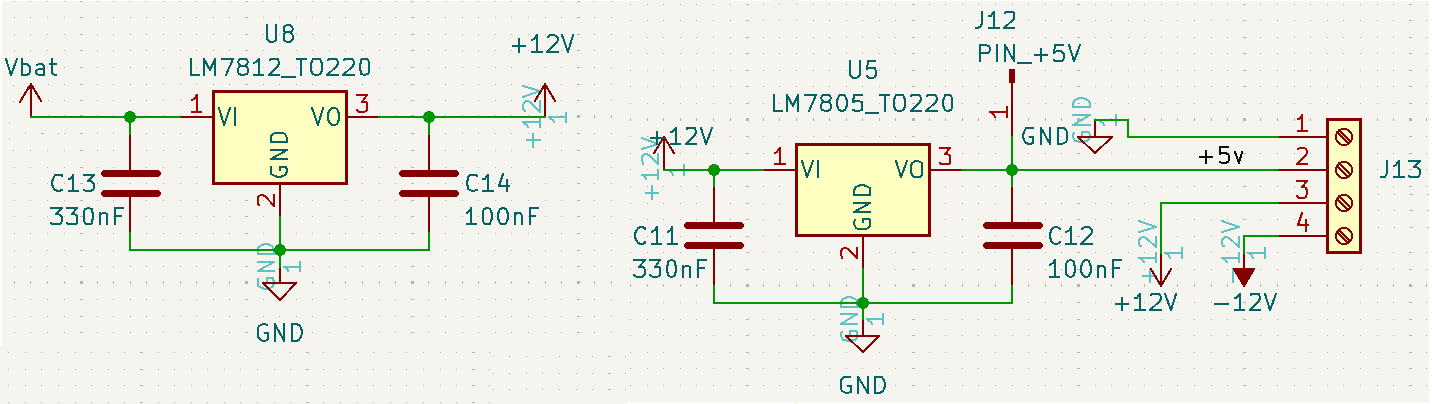 U8
LM7812_TO220
Vbat
+12V
+12V
1
1
VI
VO
3
GND
2
C13
330nF
C14
100nF
GND
1
GND
J12
PIN_+5V
1
U5
LM7805_TO220
+12V
+12V
1
1
VI
VO
3
GND
2
C11
330nF
C12
100nF
GND
1
GND
GND
GND
1
+5v
1
2
3
4
J13
+12V
1
+12V
-12V
1
-12V